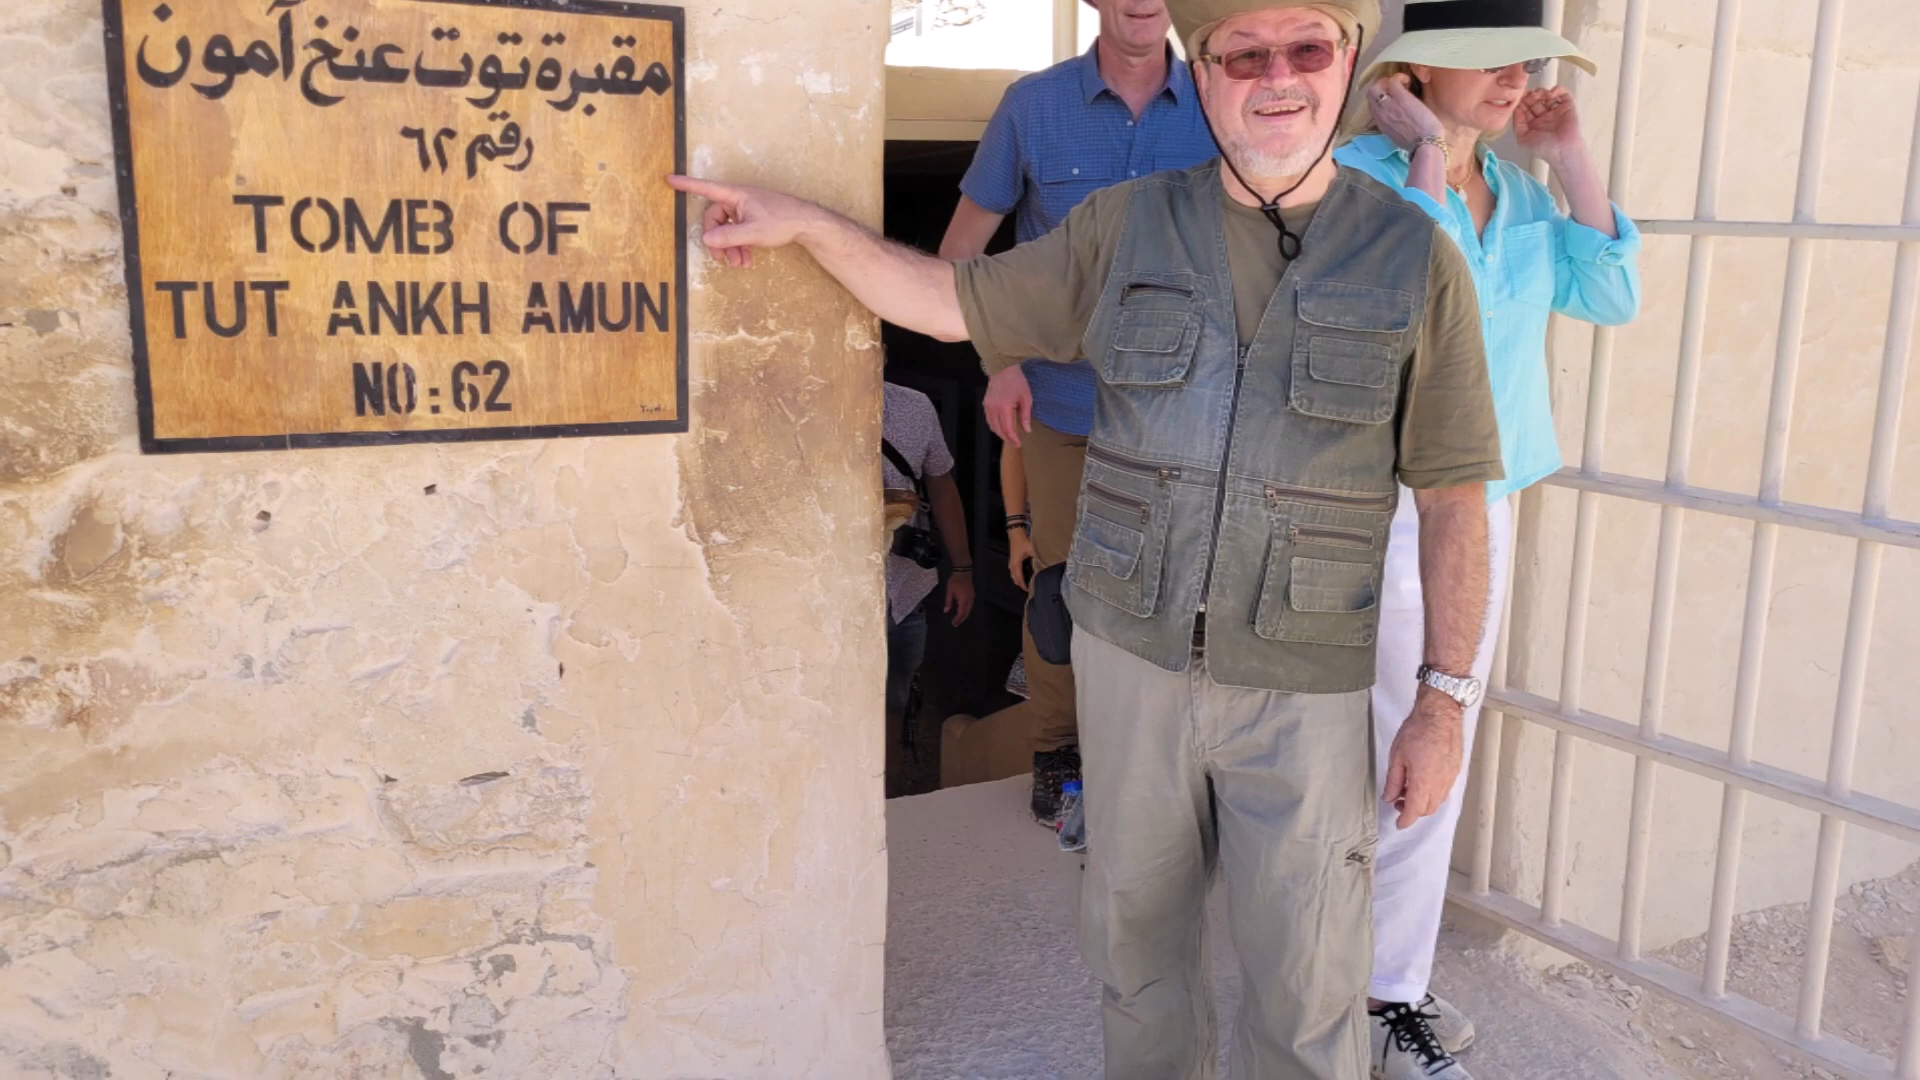 مقبرة توت عنخ آمون
رقم ٦٢
TOMB OF
TUT ANKH AMUN
NO:62